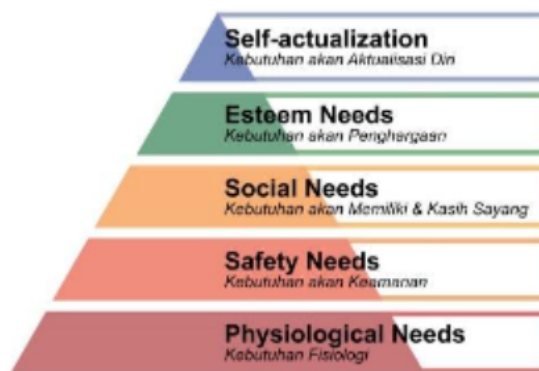 Self-actualization
Kebutuhan akan Aktualisasi Diri
Esteem Needs
Kebutuhan akan Penghargaan
Social Needs
Kebutuhan akan Memiliki & Kasih Sayang
Safety Needs
Kebutuhan akan Keamanan
Physiological Needs
Kebutuhan Fisiologi